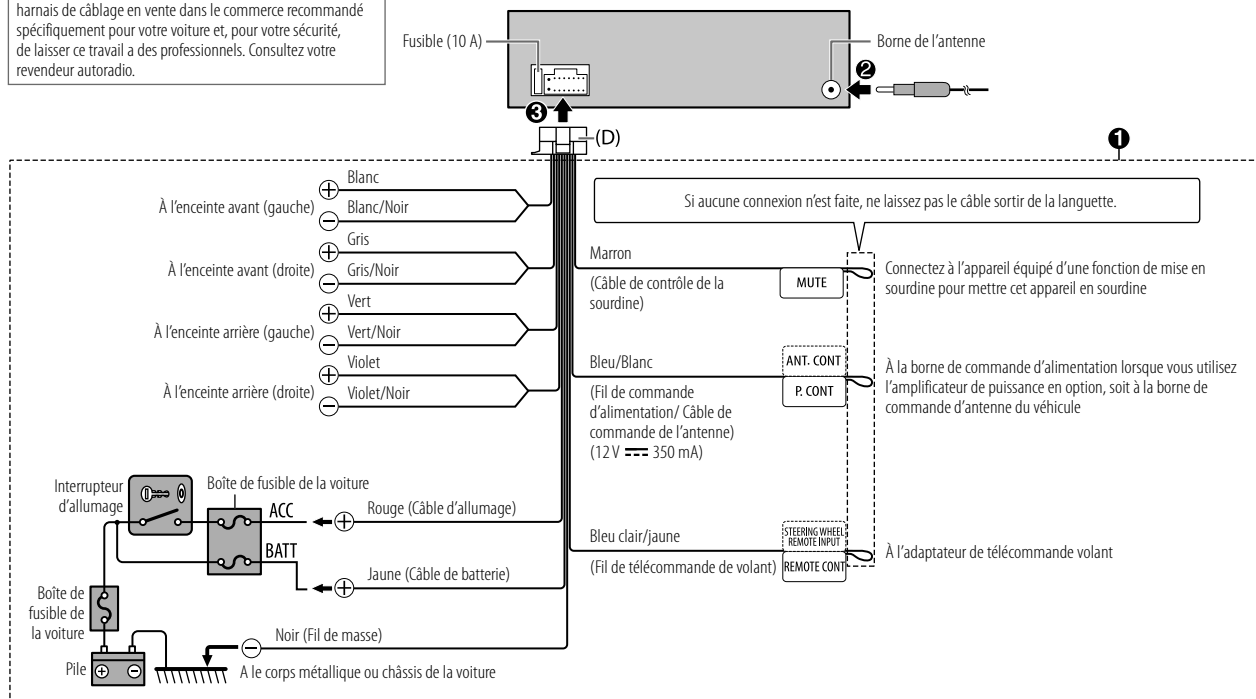 harnais de câblage en vente dans le commerce recommandé
spécifiquement pour votre voiture et, pour votre sécurité,
de laisser ce travail a des professionnels. Consultez votre
revendeur autoradio.
Fusible (10 A)
Borne de l'antenne
❷
❸
(D)
❶
Blanc
À l'enceinte avant (gauche)
Blanc/Noir
Gris
À l'enceinte avant (droite)
Gris/Noir
Vert
À l'enceinte arrière (gauche)
Vert/Noir
Violet
À l'enceinte arrière (droite)
Violet/Noir
Si aucune connexion n'est faite, ne laissez pas le câble sortir de la languette.
Marron
(Câble de contrôle de la
sourdine)
MUTE
Connectez à l'appareil équipé d'une fonction de mise en
sourdine pour mettre cet appareil en sourdine
Bleu/Blanc
(Fil de commande
d'alimentation/ Câble de
commande de l'antenne)
(12 V ⎓ 350 mA)
ANT. CONT
P. CONT
À la borne de commande d'alimentation lorsque vous utilisez
l'amplificateur de puissance en option, soit à la borne de
commande d'antenne du véhicule
Interrupteur
d'allumage
Boîte de fusible de la voiture
ACC
Rouge (Câble d'allumage)
BATT
Jaune (Câble de batterie)
Bleu clair/jaune
(Fil de télécommande de volant)
STEERING WHEEL
REMOTE INPUT
REMOTE CONT
À l'adaptateur de télécommande volant
Boîte de
fusible de
la voiture
Noir (Fil de masse)
Pile
A le corps métallique ou châssis de la voiture